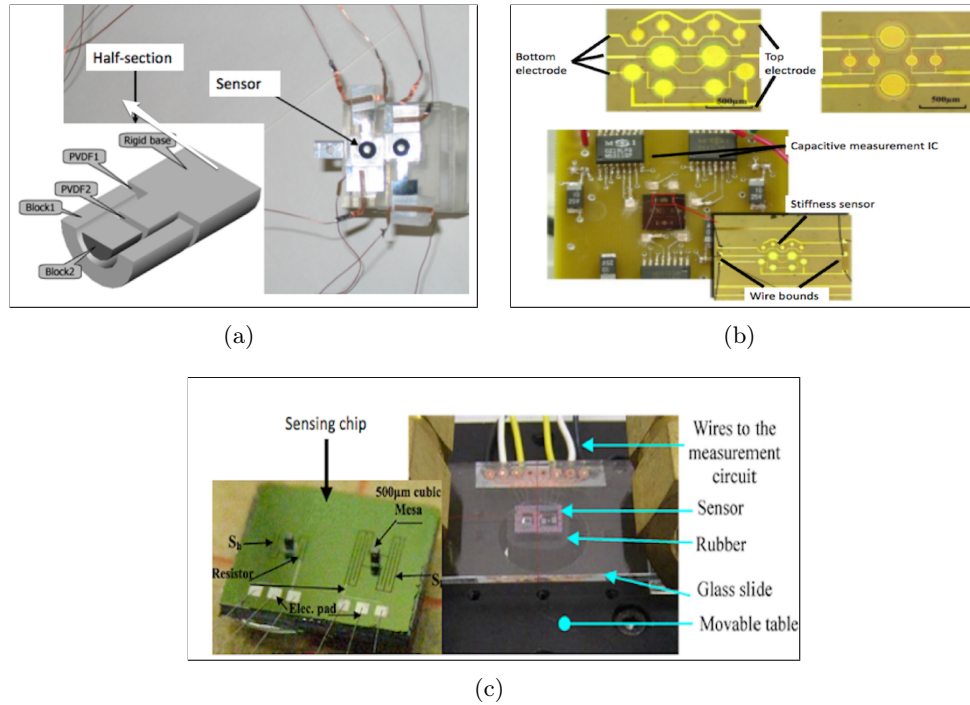 Half-section
Sensor
Rigid base
PVDF1
PVDF2
Block1
Block2
(a)
Bottom
electrode
Top
electrode
500µm
500µm
Capacitive measurement IC
Stiffness sensor
Wire bounds
(b)
Sensing chip
500µm cubic
Mesa
Sh
Resistor
S
Elec. pad
Wires to the
measurement
circuit
Sensor
Rubber
Glass slide
Movable table
(c)